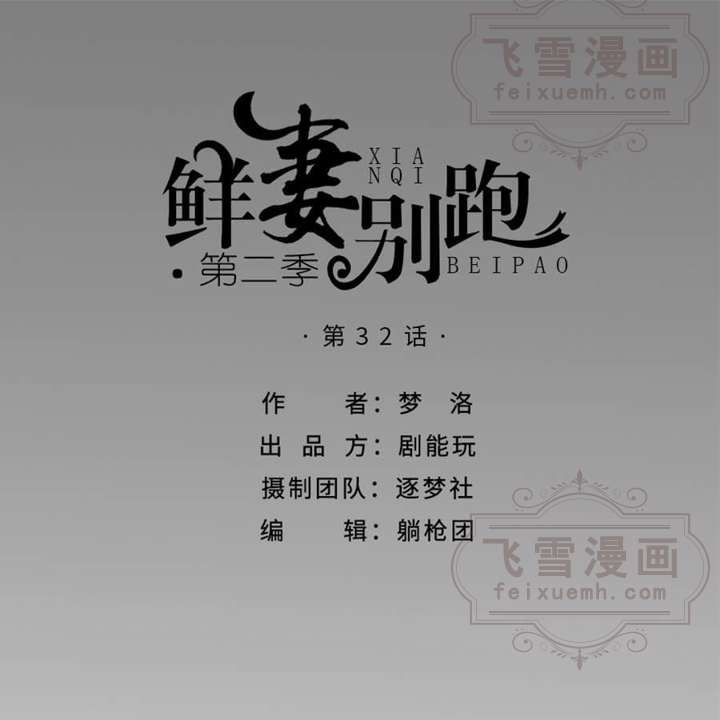 飞雪漫画
feixuemh.com
鲜妻别跑
XIA
NQI
BEIPAO
·第二季
·第32话·
作 者：梦 洛
出 品 方：剧能玩
摄制团队：逐梦社
编 辑：躺枪团
飞雪漫画
feixuemh.com